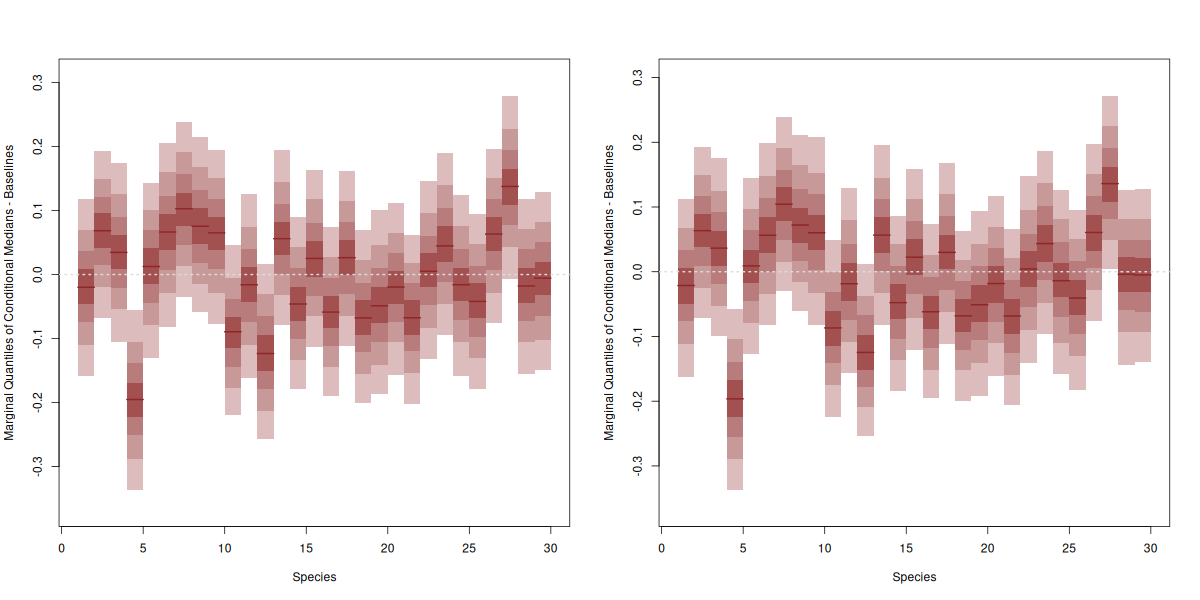 Marginal Quantiles of Conditional Medians - Baselines
0.3
0.2
0.1
0.0
-0.1
-0.2
-0.3
0 5 10 15 20 25 30
Species
Marginal Quantiles of Conditional Medians - Baselines
0.3
0.2
0.1
0.0
-0.1
-0.2
-0.3
0 5 10 15 20 25 30
Species